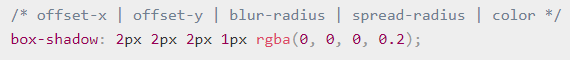 /* offset-x | offset-y | blur-radius | spread-radius | color */
box-shadow: 2px 2px 2px 1px rgba(0, 0, 0, 0.2);